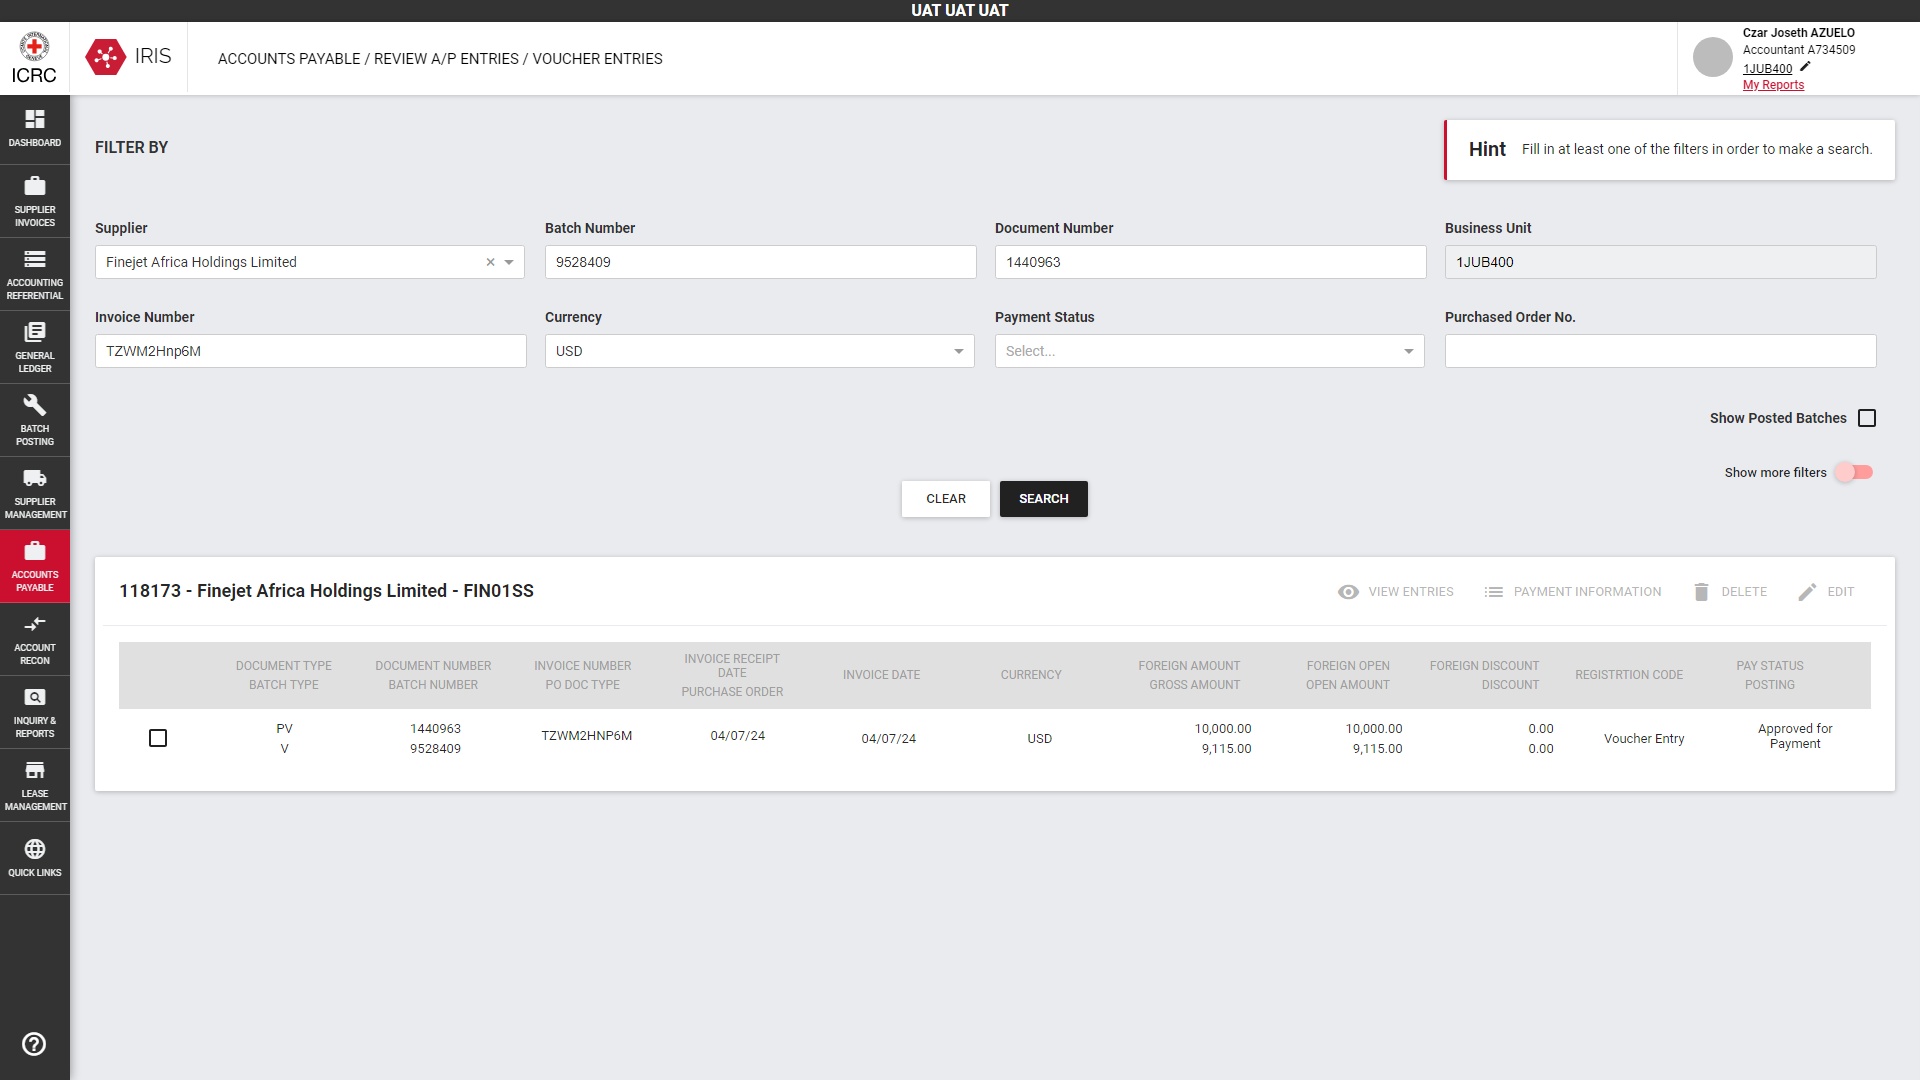 UAT UAT UAT
ICRC
IRIS
ACCOUNTS PAYABLE / REVIEW A/P ENTRIES / VOUCHER ENTRIES
Czar Joseth AZUELO
Accountant A734509
1JUB400
My Reports
DASHBOARD
SUPPLIER
INVOICES
ACCOUNTING
REFERENTIAL
GENERAL
LEDGER
BATCH
POSTING
SUPPLIER
MANAGEMENT
ACCOUNTS
PAYABLE
ACCOUNT
RECON
INQUIRY &
REPORTS
LEASE
MANAGEMENT
QUICK LINKS
FILTER BY
Hint Fill in at least one of the filters in order to make a search.
Supplier Batch Number Document Number Business Unit
Finejet Africa Holdings Limited 9528409 1440963 1JUB400
Invoice Number Currency Payment Status Purchased Order No.
TZWM2Hnp6M USD Select...
Show Posted Batches
Show more filters
CLEAR SEARCH
118173 - Finejet Africa Holdings Limited - FIN01SS VIEW ENTRIES PAYMENT INFORMATION DELETE EDIT
DOCUMENT TYPE
BATCH TYPE
DOCUMENT NUMBER
BATCH NUMBER
INVOICE NUMBER
PO DOC TYPE
INVOICE RECEIPT
DATE
PURCHASE ORDER
INVOICE DATE
CURRENCY
FOREIGN AMOUNT
GROSS AMOUNT
FOREIGN OPEN
OPEN AMOUNT
FOREIGN DISCOUNT
DISCOUNT
REGISTRTION CODE
PAY STATUS
POSTING
PV
V
1440963
9528409
TZWM2HNP6M
04/07/24
04/07/24
USD
10,000.00
9,115.00
10,000.00
9,115.00
0.00
0.00
Voucher Entry
Approved for
Payment